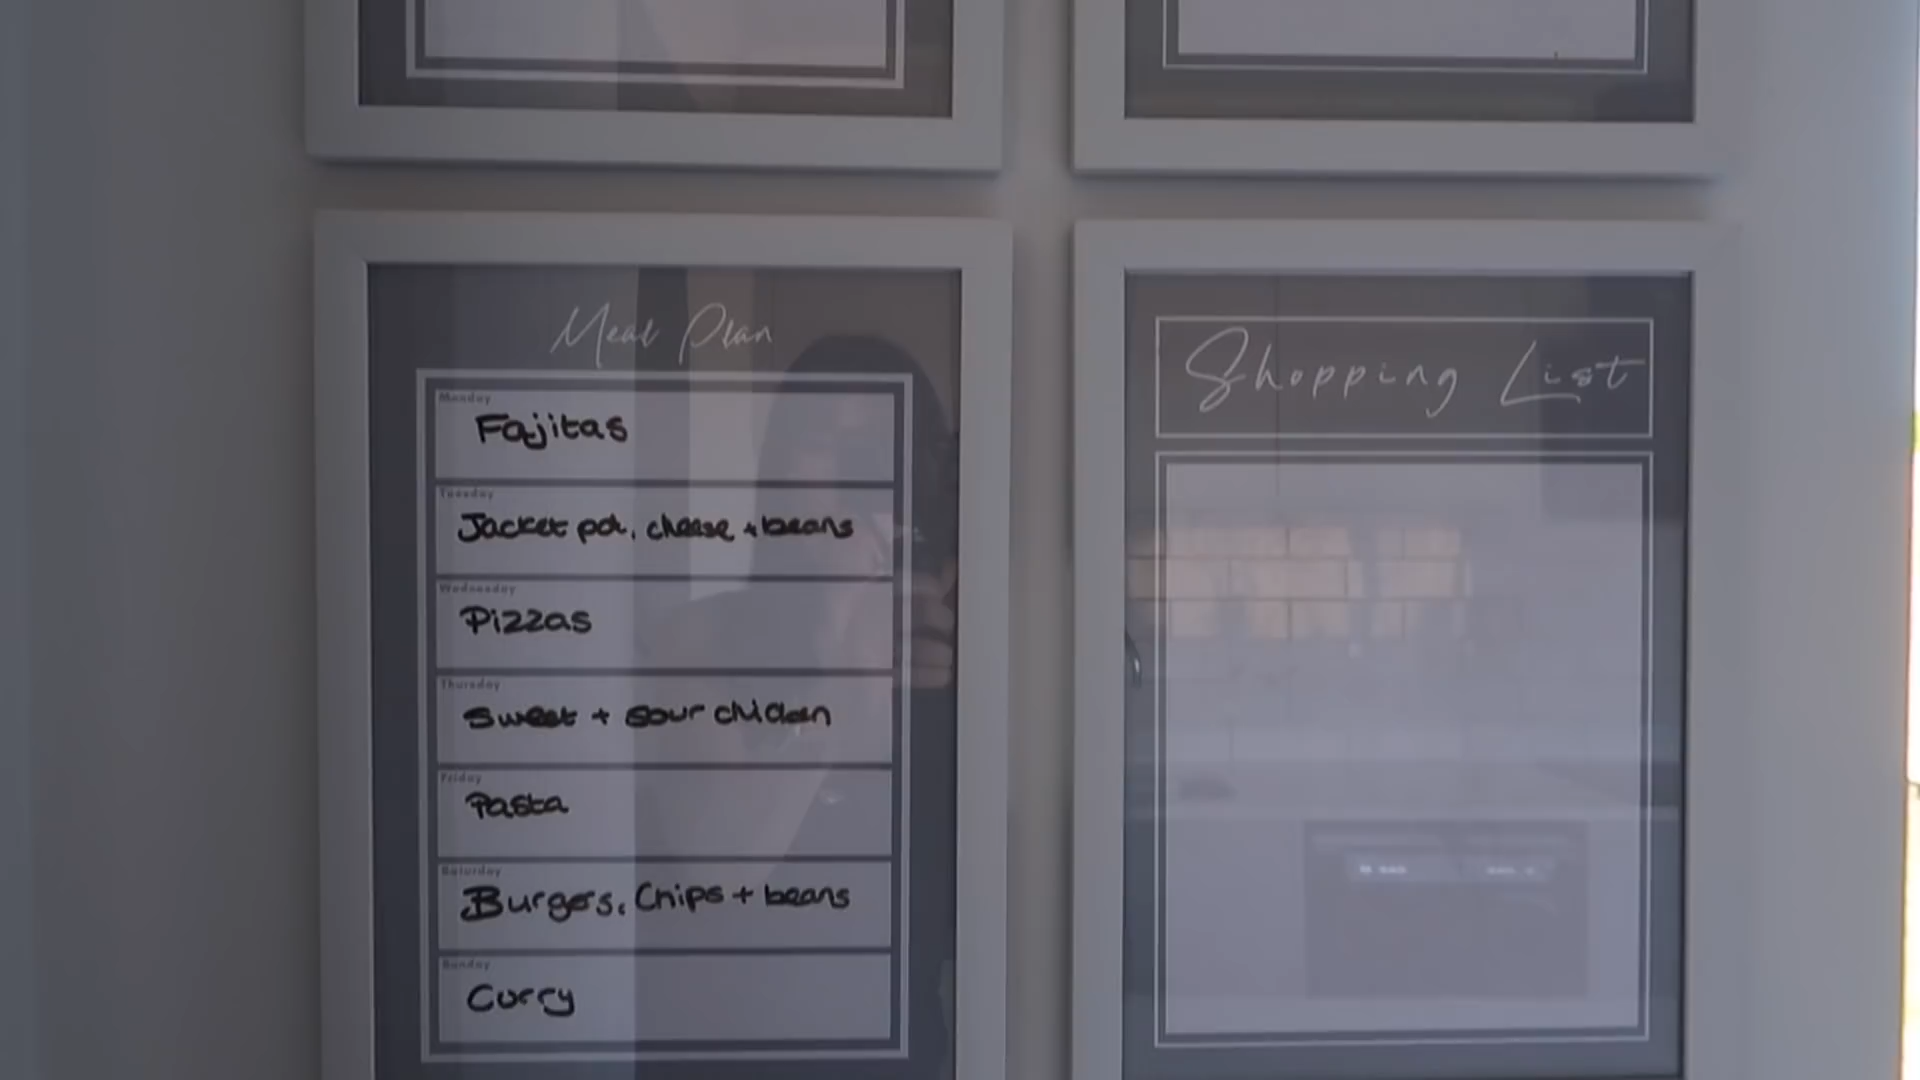 Meal Plan
Monday
Fajitas
Tuesday
Jacket pot, cheese + beans
Wednesday
Pizzas
Thursday
Sweet + sour chicken
Friday
Pasta
Saturday
Burgers, Chips + beans
Sunday
Curry
Shopping List